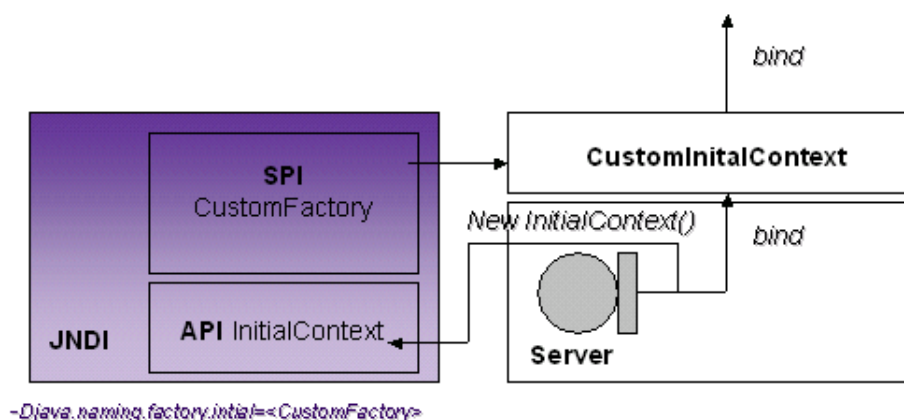 bind
CustomInitalContext
SPI
CustomFactory
New InitialContext()
bind
JNDI
API InitialContext
Server
-Djava.naming.factory.intial=<CustomFactory>